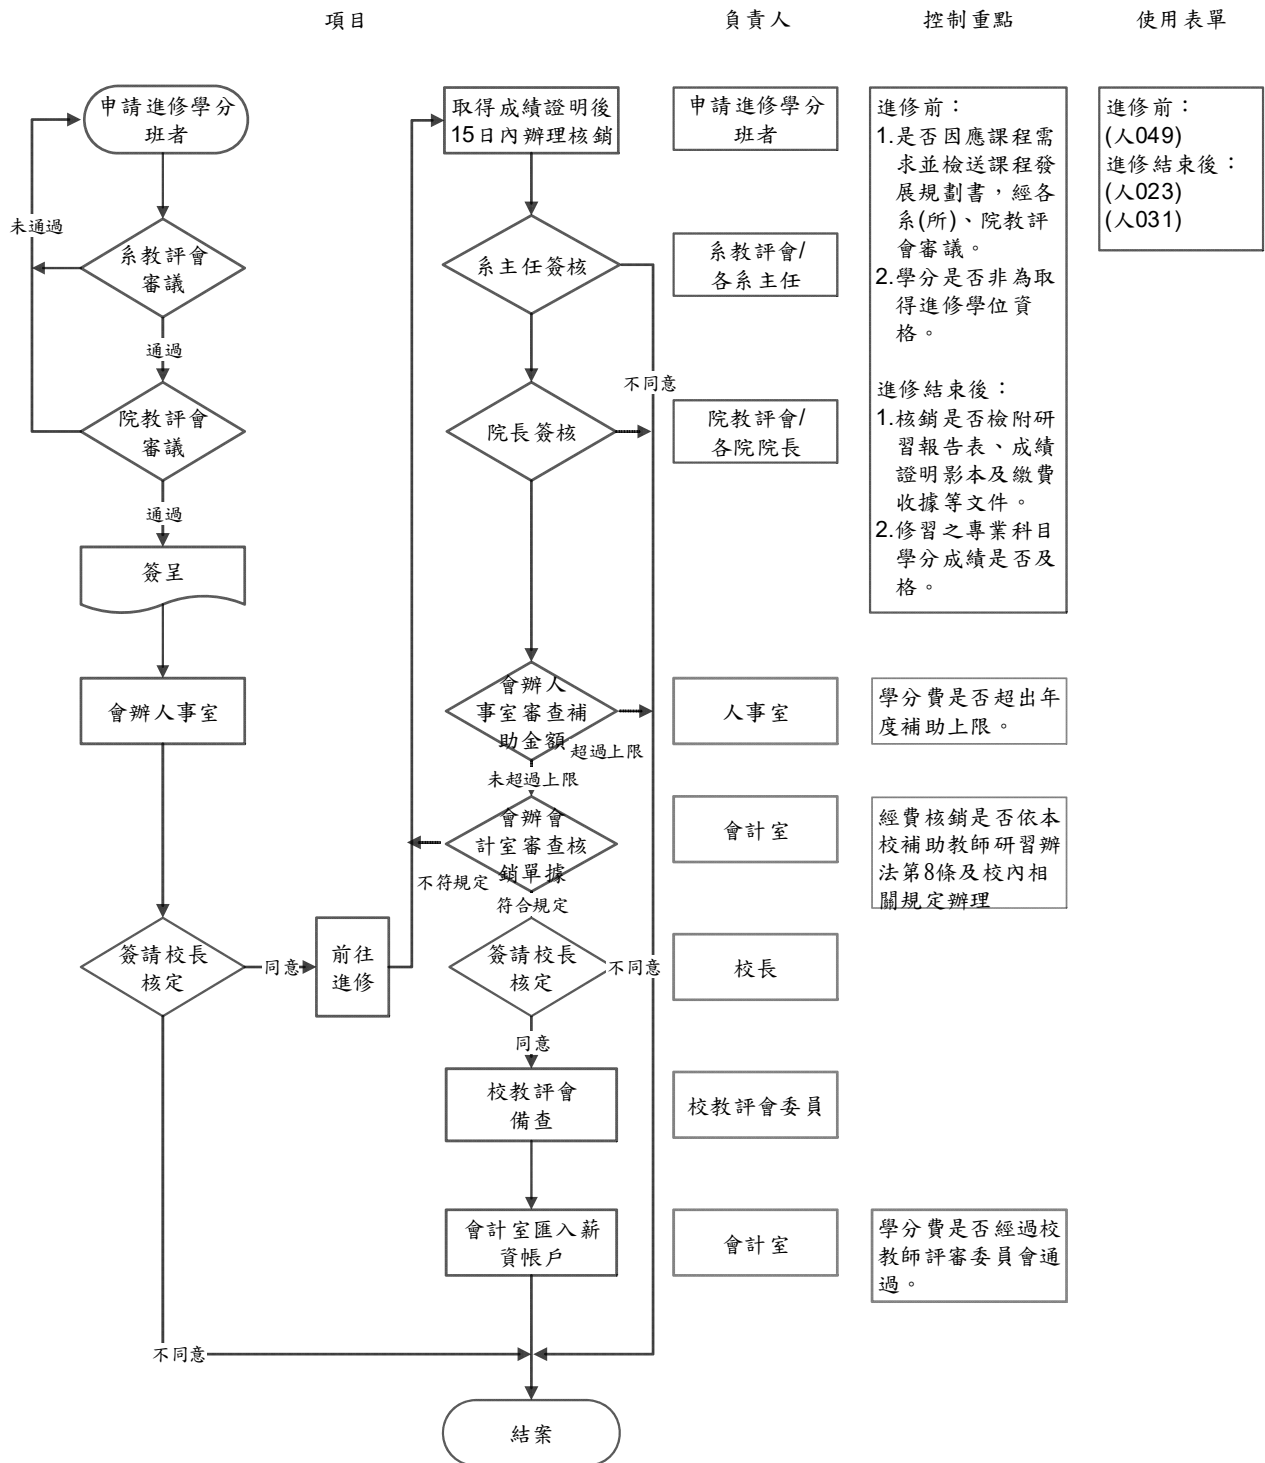 項目
負責人
控制重點
使用表單
申請進修學分
班者
未通過
系教評會
審議
通過
院教評會
審議
通過
簽呈
會辦人事室
簽請校長
核定
同意
前往
進修
不同意
取得成績證明後
15日內辦理核銷
系主任簽核
不同意
院長簽核
會辦人
事室審查補
助金額
超過上限
未超過上限
會辦會
計室審查核
銷單據
不符規定
符合規定
簽請校長
核定
不同意
同意
校教評會
備查
會計室匯入薪
資帳戶
結案
申請進修學分
班者
系教評會/
各系主任
院教評會/
各院院長
人事室
會計室
校長
校教評會委員
會計室
進修前：
1.是否因應課程需
求並檢送課程發
展規劃書，經各
系(所)、院教評
會審議。
2.學分是否非為取
得進修學位資
格。
進修結束後：
1.核銷是否檢附研
習報告表、成績
證明影本及繳費
收據等文件。
2.修習之專業科目
學分成績是否及
格。
學分費是否超出年
度補助上限。
經費核銷是否依本
校補助教師研習辦
法第8條及校內相
關規定辦理
學分費是否經過校
教師評審委員會通
過。
進修前：
(人049)
進修結束後：
(人023)
(人031)